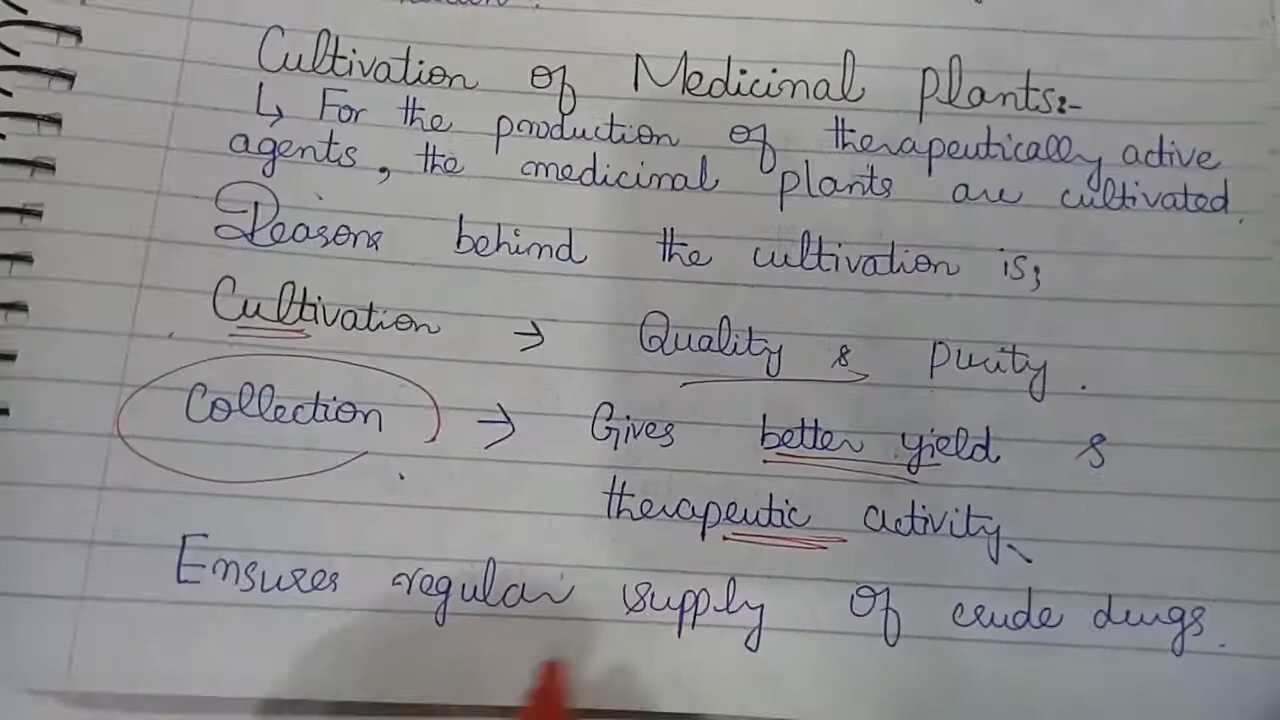 Cultivation of Medicinal plants:-
↳ For the production of therapeutically active
agents, the medicinal plants are cultivated.
Reasons behind the cultivation is;
Cultivation → Quality & purity.
Collection → Gives better yield &
therapeutic activity.
Ensures regular supply of crude drugs.